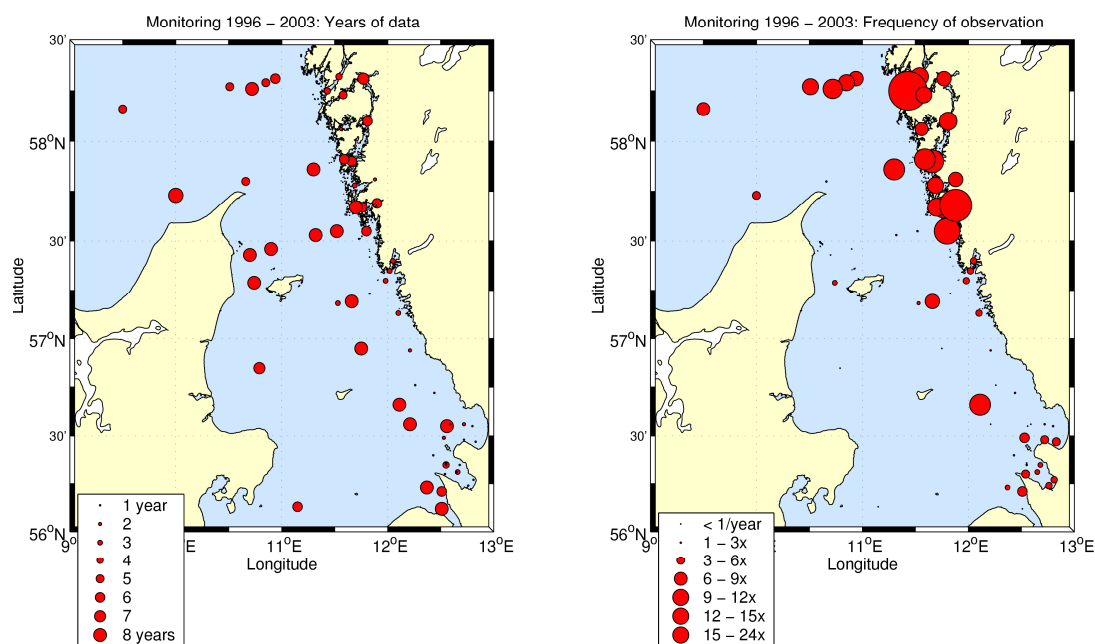 Monitoring 1996 – 2003: Years of data
30'
58°N
30'
57°N
30'
56°N
9°
E
11°E
12°E
13°E
Latitude
Longitude
1 year
2
3
4
5
6
7
8 years
Monitoring 1996 – 2003: Frequency of observation
30'
58°N
30'
57°N
30'
56°N
9°
11°E
12°E
13°E
Latitude
Longitude
< 1/year
1 – 3x
3 – 6x
6 – 9x
9 – 12x
12 – 15x
15 – 24x